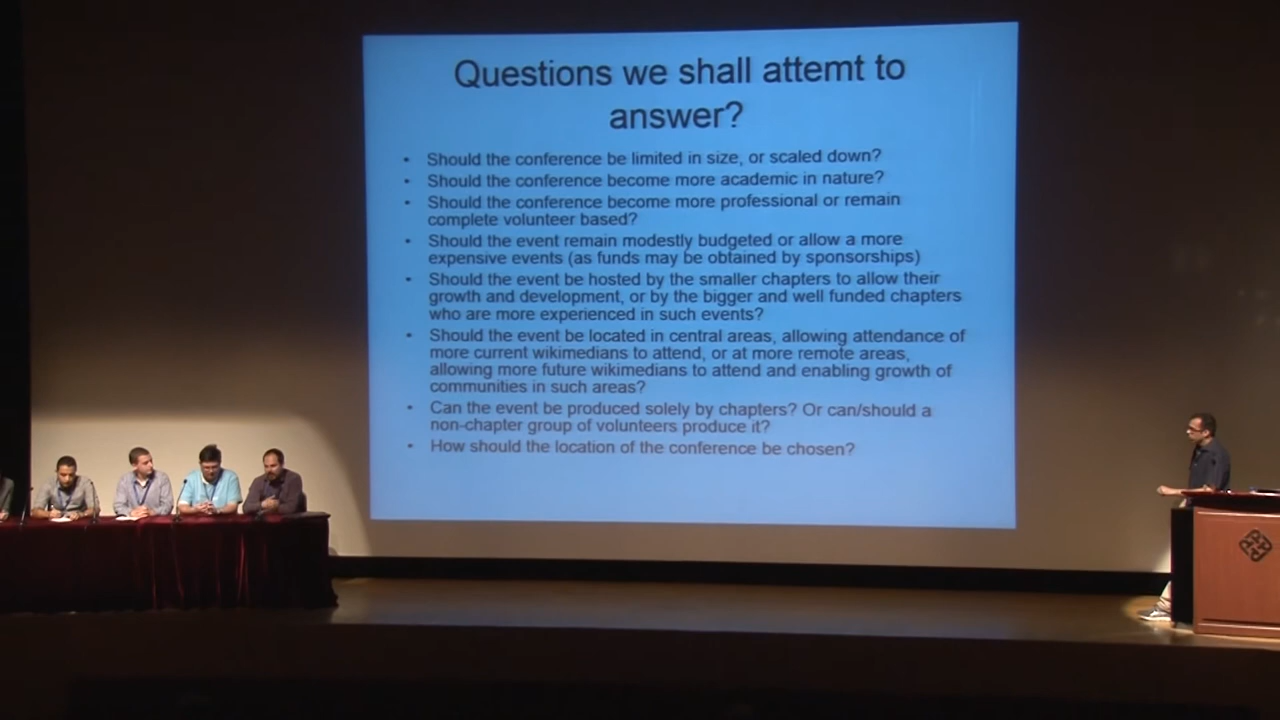 Questions we shall attemt to
answer?
• Should the conference be limited in size, or scaled down?
• Should the conference become more academic in nature?
• Should the conference become more professional or remain
complete volunteer based?
• Should the event remain modestly budgeted or allow a more
expensive events (as funds may be obtained by sponsorships)
• Should the event be hosted by the smaller chapters to allow their
growth and development, or by the bigger and well funded chapters
who are more experienced in such events?
• Should the event be located in central areas, allowing attendance of
more current wikimedians to attend, or at more remote areas,
allowing more future wikimedians to attend and enabling growth of
communities in such areas?
• Can the event be produced solely by chapters? Or can/should a
non-chapter group of volunteers produce it?
• How should the location of the conference be chosen?